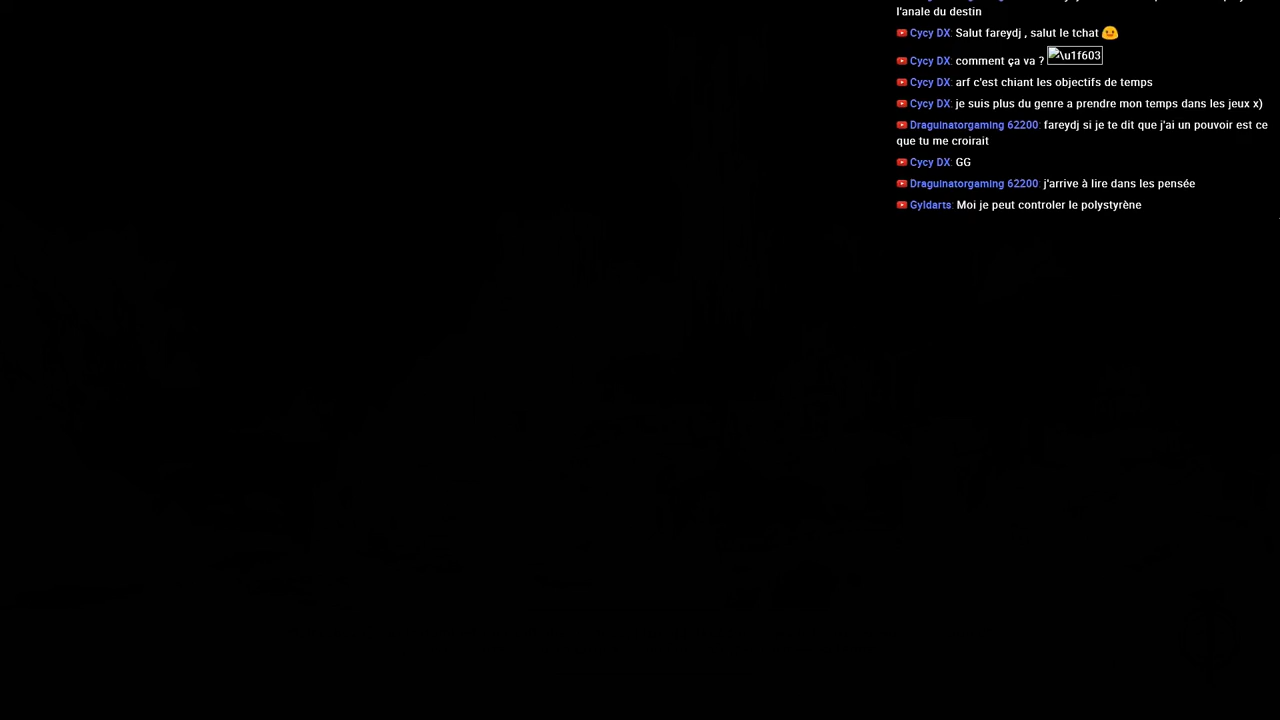 l'anale du destin
Cycy DX: Salut fareydj , salut le tchat
Cycy DX: comment ça va ? \u1f603
Cycy DX: arf c'est chiant les objectifs de temps
Cycy DX: je suis plus du genre a prendre mon temps dans les jeux x)
Draguinatorgaming 62200: fareydj si je te dit que j'ai un pouvoir est ce
que tu me croirait
Cycy DX: GG
Draguinatorgaming 62200: j'arrive à lire dans les pensée
Gyldarts: Moi je peut controler le polystyrène